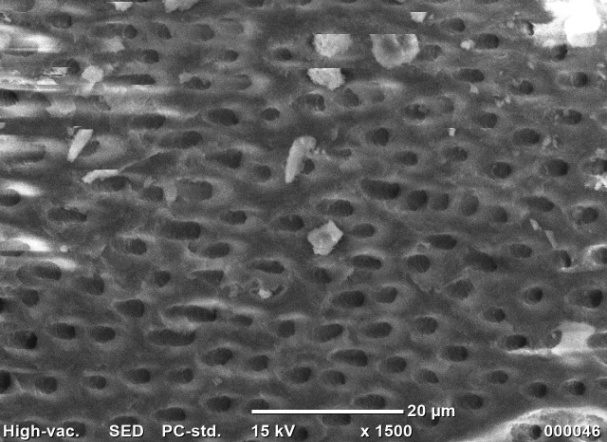 20 μm
High-vac. SED PC-std. 15 kV x 1500 000046